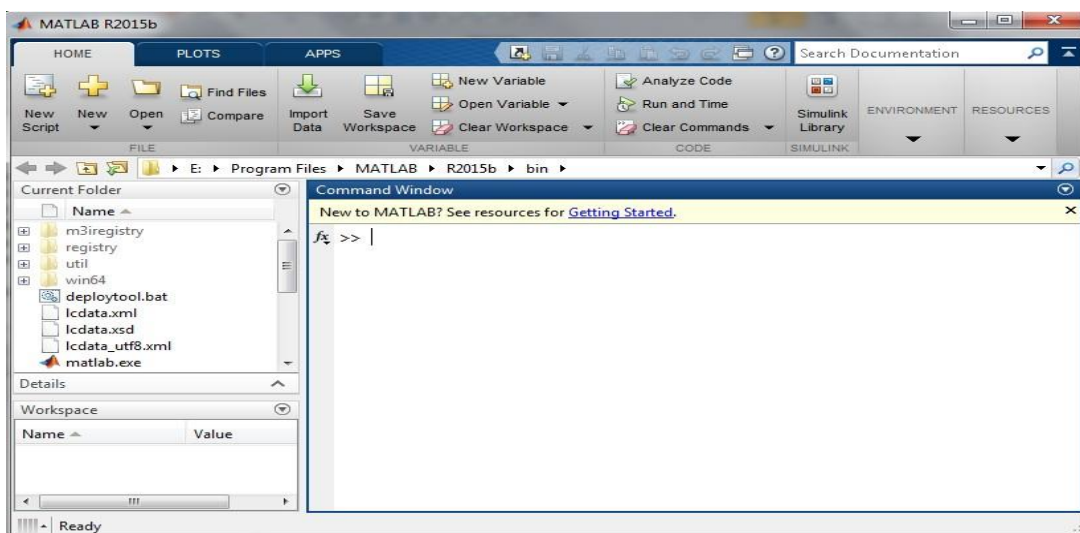 MATLAB R2015b
HOME PLOTS APPS Search Documentation
New Script New Open Find Files Compare Import Data Save Workspace New Variable Open Variable Clear Workspace Analyze Code Run and Time Clear Commands Simulink Library ENVIRONMENT RESOURCES
FILE VARIABLE CODE SIMULINK
E: Program Files MATLAB R2015b bin
Current Folder
Name
m3iregistry
registry
util
win64
deploytool.bat
lcdata.xml
lcdata.xsd
lcdata_utf8.xml
matlab.exe
Details
Workspace
Name Value
Command Window
New to MATLAB? See resources for Getting Started.
fx >>
Ready